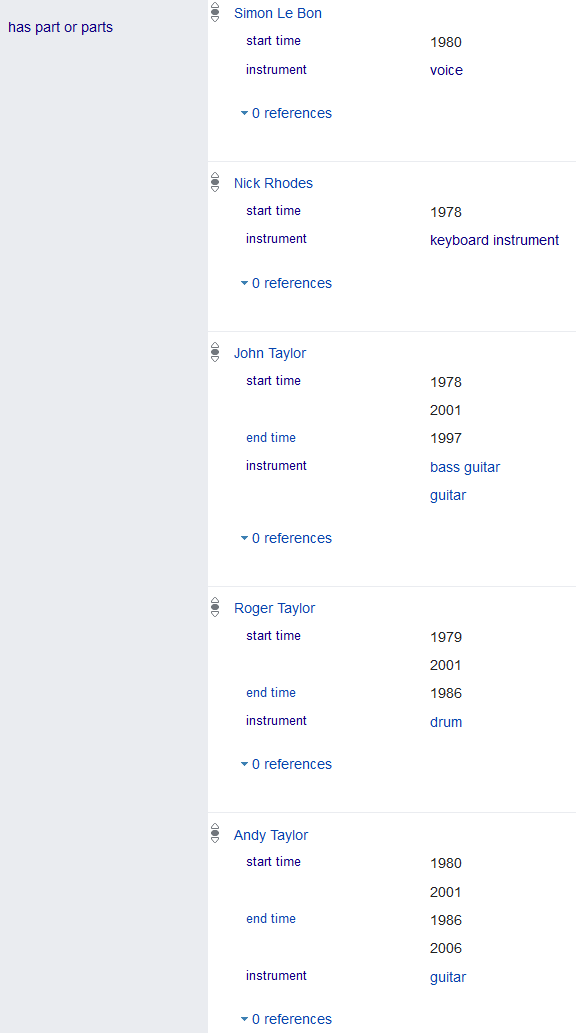 has part or parts
Simon Le Bon
start time 1980
instrument voice
0 references
Nick Rhodes
start time 1978
instrument keyboard instrument
0 references
John Taylor
start time 1978
2001
end time 1997
instrument bass guitar
guitar
0 references
Roger Taylor
start time 1979
2001
end time 1986
instrument drum
0 references
Andy Taylor
start time 1980
2001
end time 1986
2006
instrument guitar
0 references